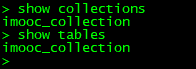 > show collections
imooc_collection
> show tables
imooc_collection
>